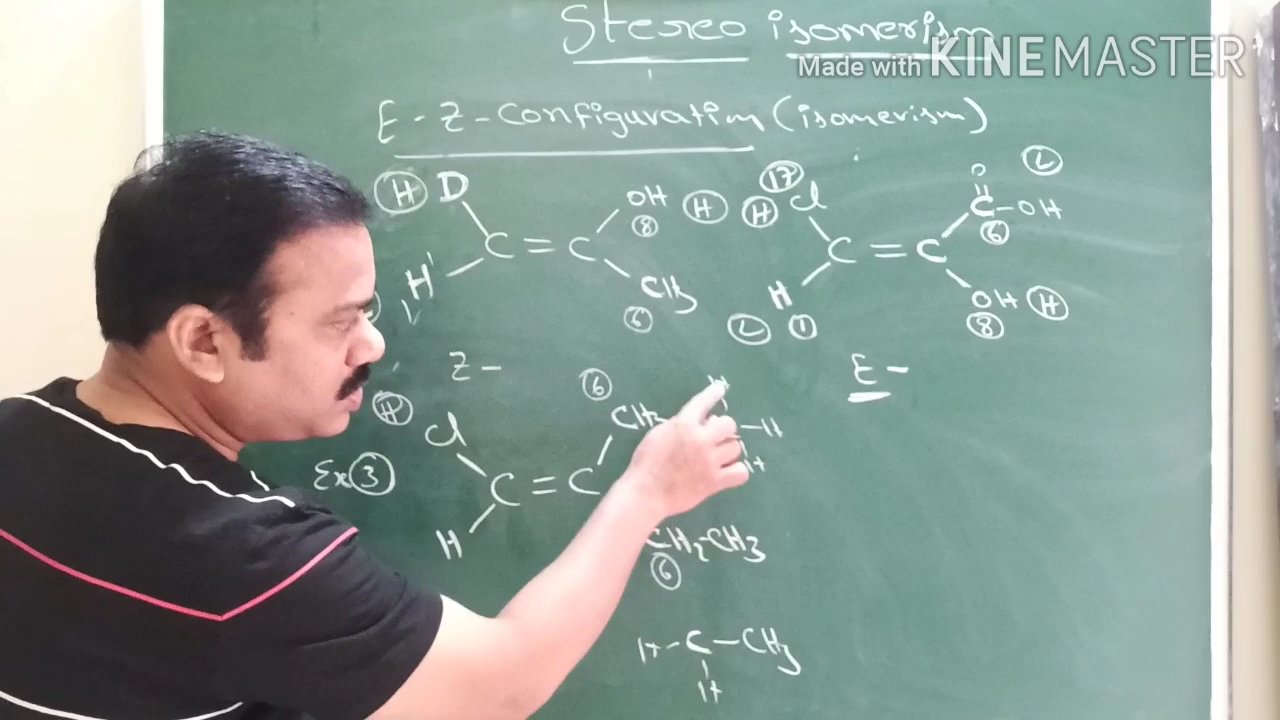 Stereo isomerism
Made with KINEMASTER
E-Z-Configuration (isomerism)
H D OH H 17 H Cl O C-OH L
8 6
C=C C=C
H CH3 H OH H
6 L 1 8
Z- E-
H Cl 6 CH3 H
-H
H
Ex 3 C=C
H CH2-CH3
6
H-C-CH3
H